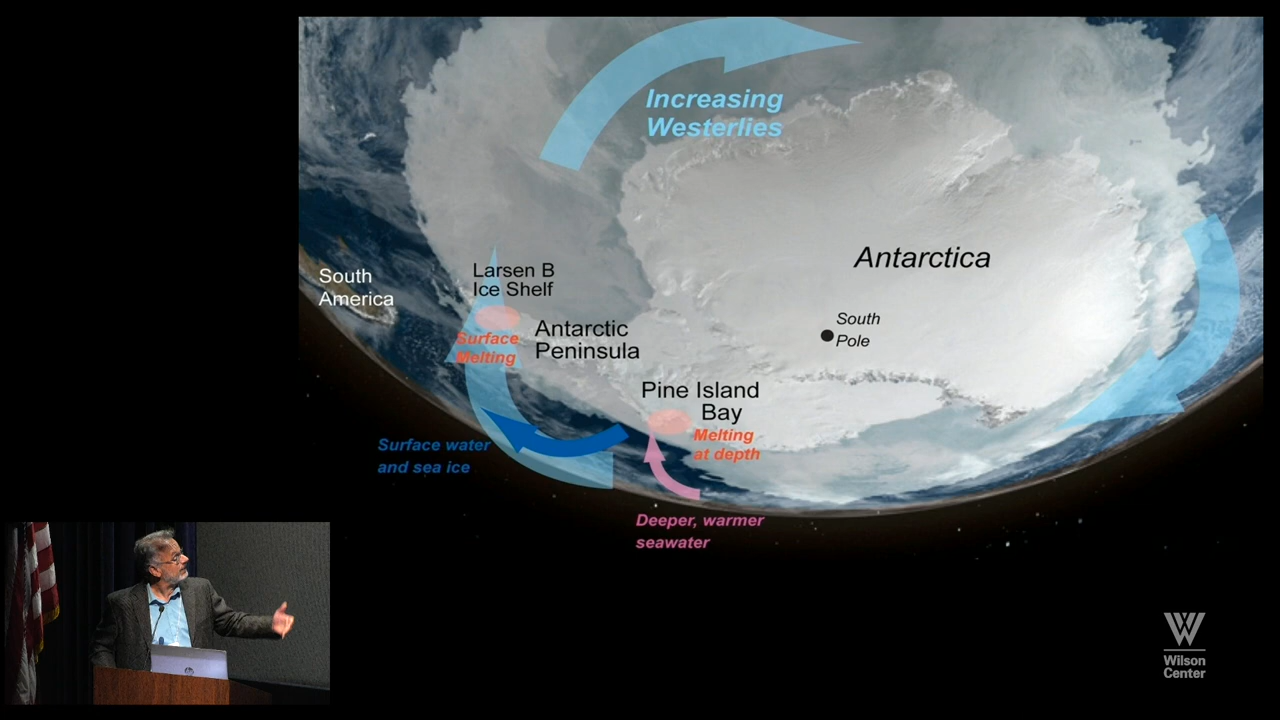 Increasing
Westerlies
Antarctica
South
America
Larsen B
Ice Shelf
Surface
Melting
Antarctic
Peninsula
South
Pole
Pine Island
Bay
Melting
at depth
Surface water
and sea ice
Deeper, warmer
seawater
W
Wilson
Center